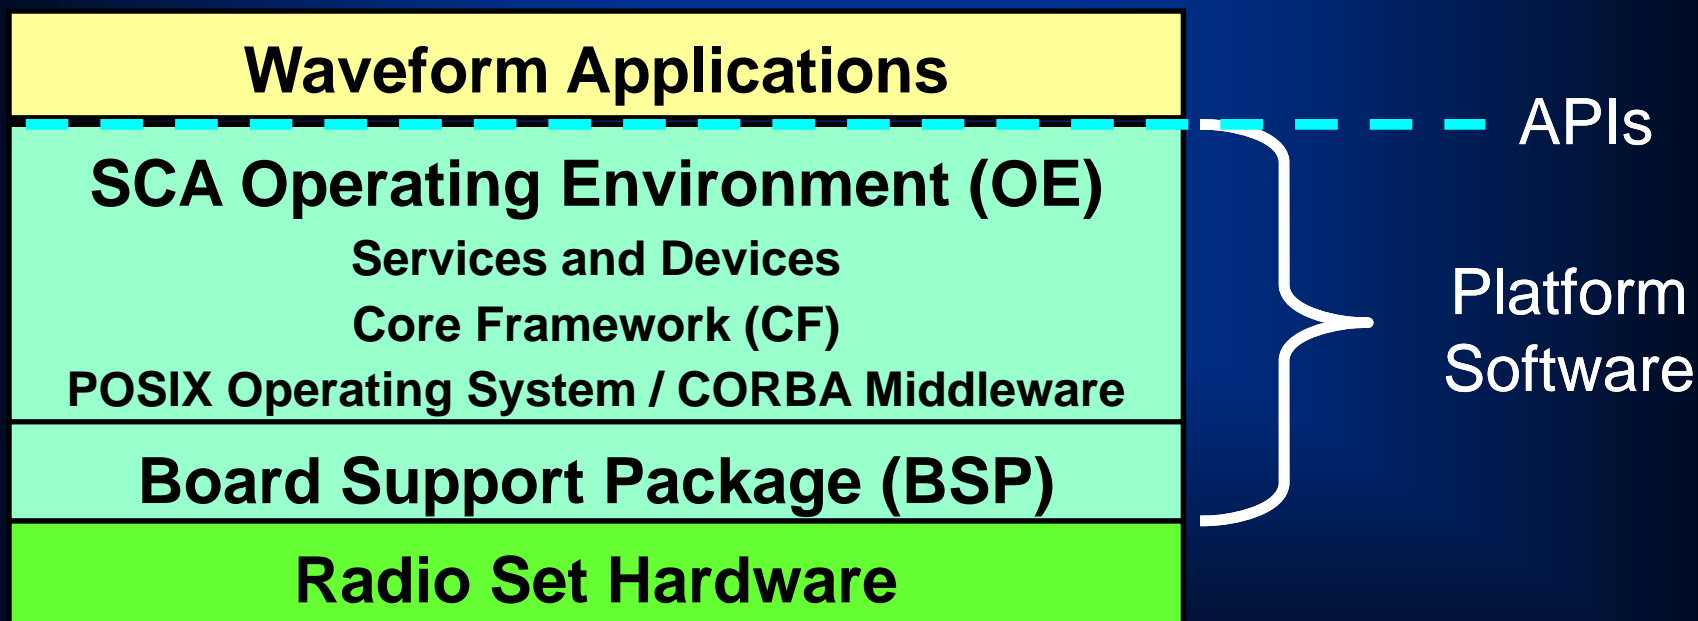 Waveform Applications
APIs
SCA Operating Environment (OE)
Services and Devices
Core Framework (CF)
POSIX Operating System / CORBA Middleware
Platform
Software
Board Support Package (BSP)
Radio Set Hardware